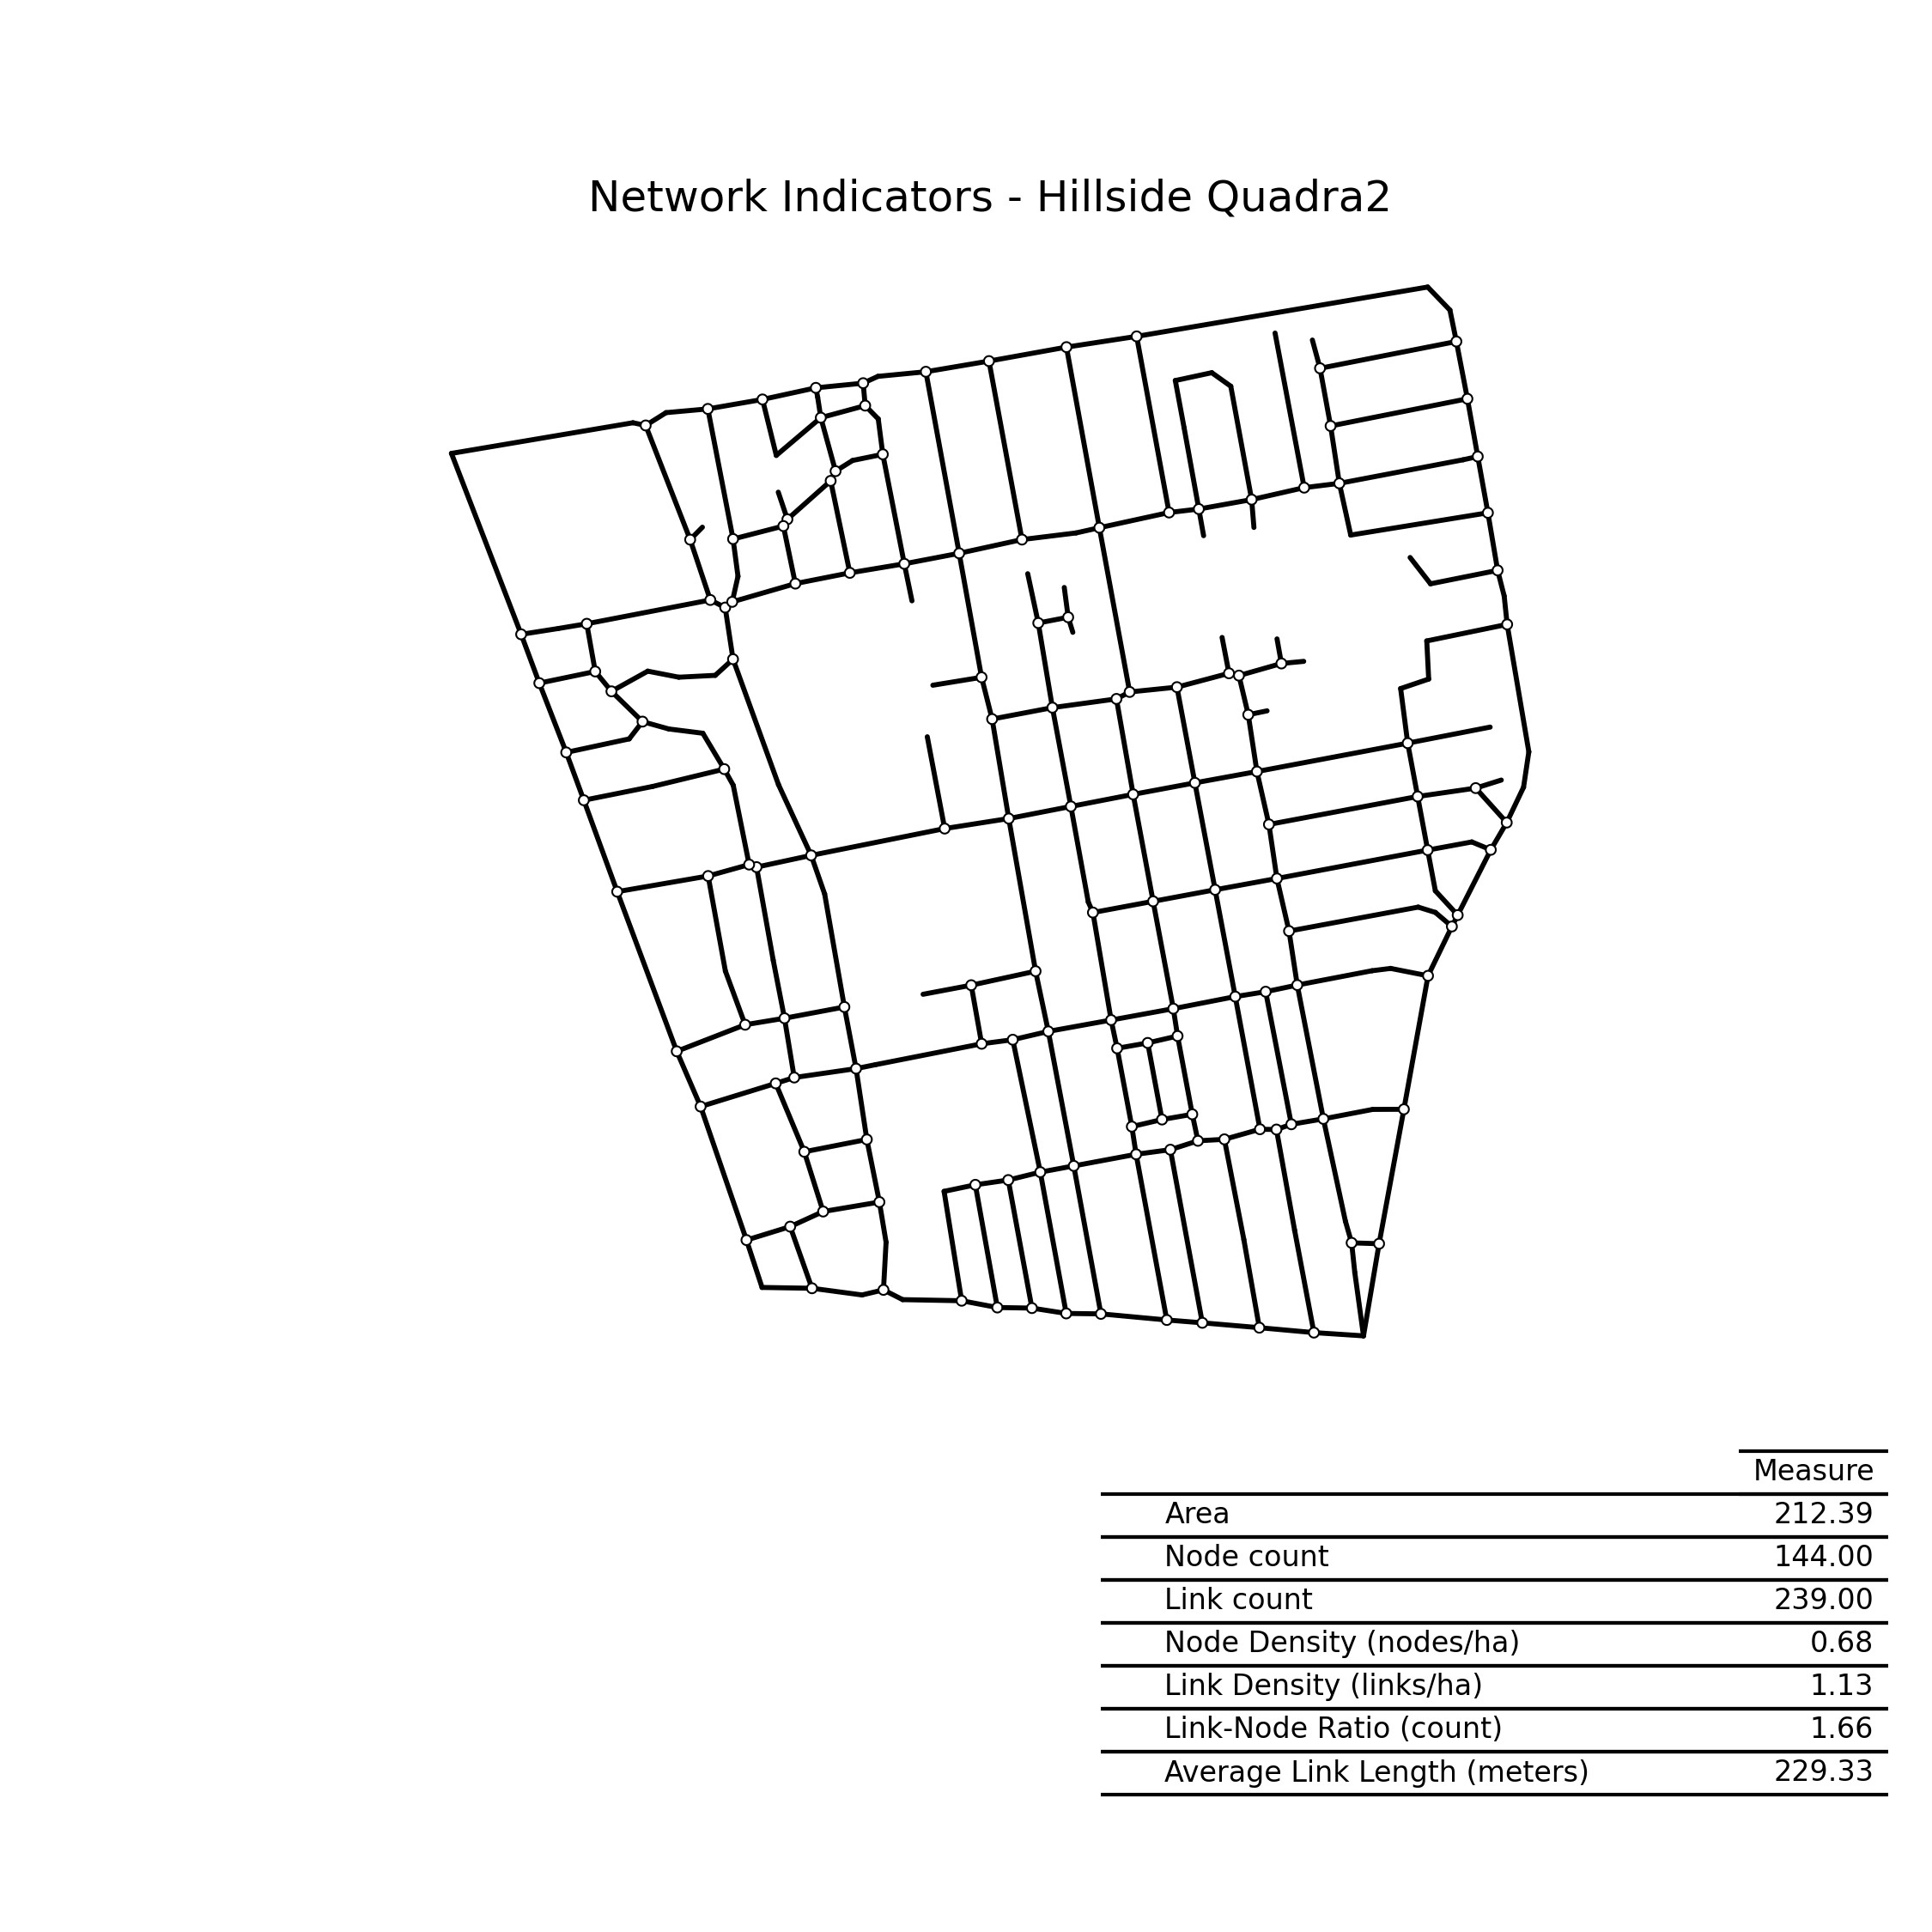 Network Indicators - Hillside Quadra2
Measure
Area 212.39
Node count 144.00
Link count 239.00
Node Density (nodes/ha) 0.68
Link Density (links/ha) 1.13
Link-Node Ratio (count) 1.66
Average Link Length (meters) 229.33